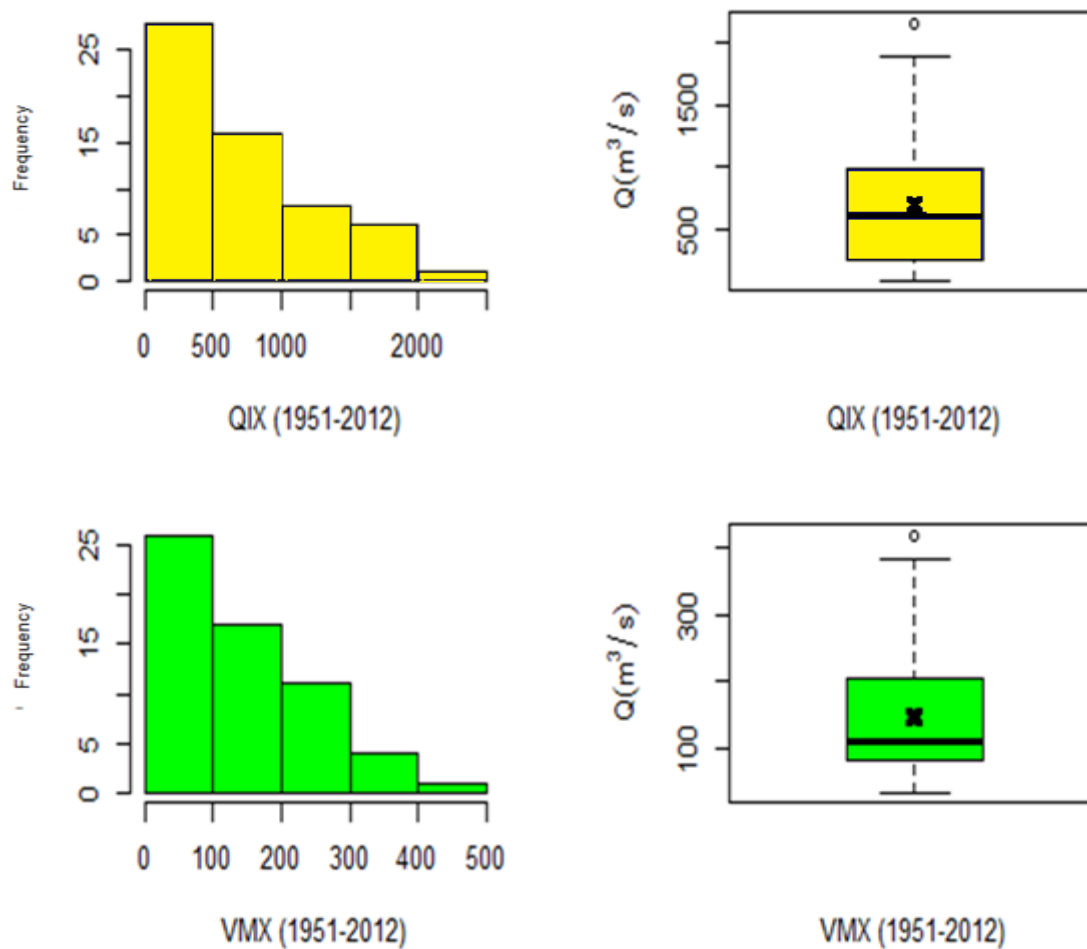 Frequency
25
15
5
0
0 500 1000 2000
QIX (1951-2012)
Q(m³/s)
1500
500
QIX (1951-2012)
Frequency
25
15
5
0
0 100 200 300 400 500
VMX (1951-2012)
Q(m³/s)
300
100
VMX (1951-2012)